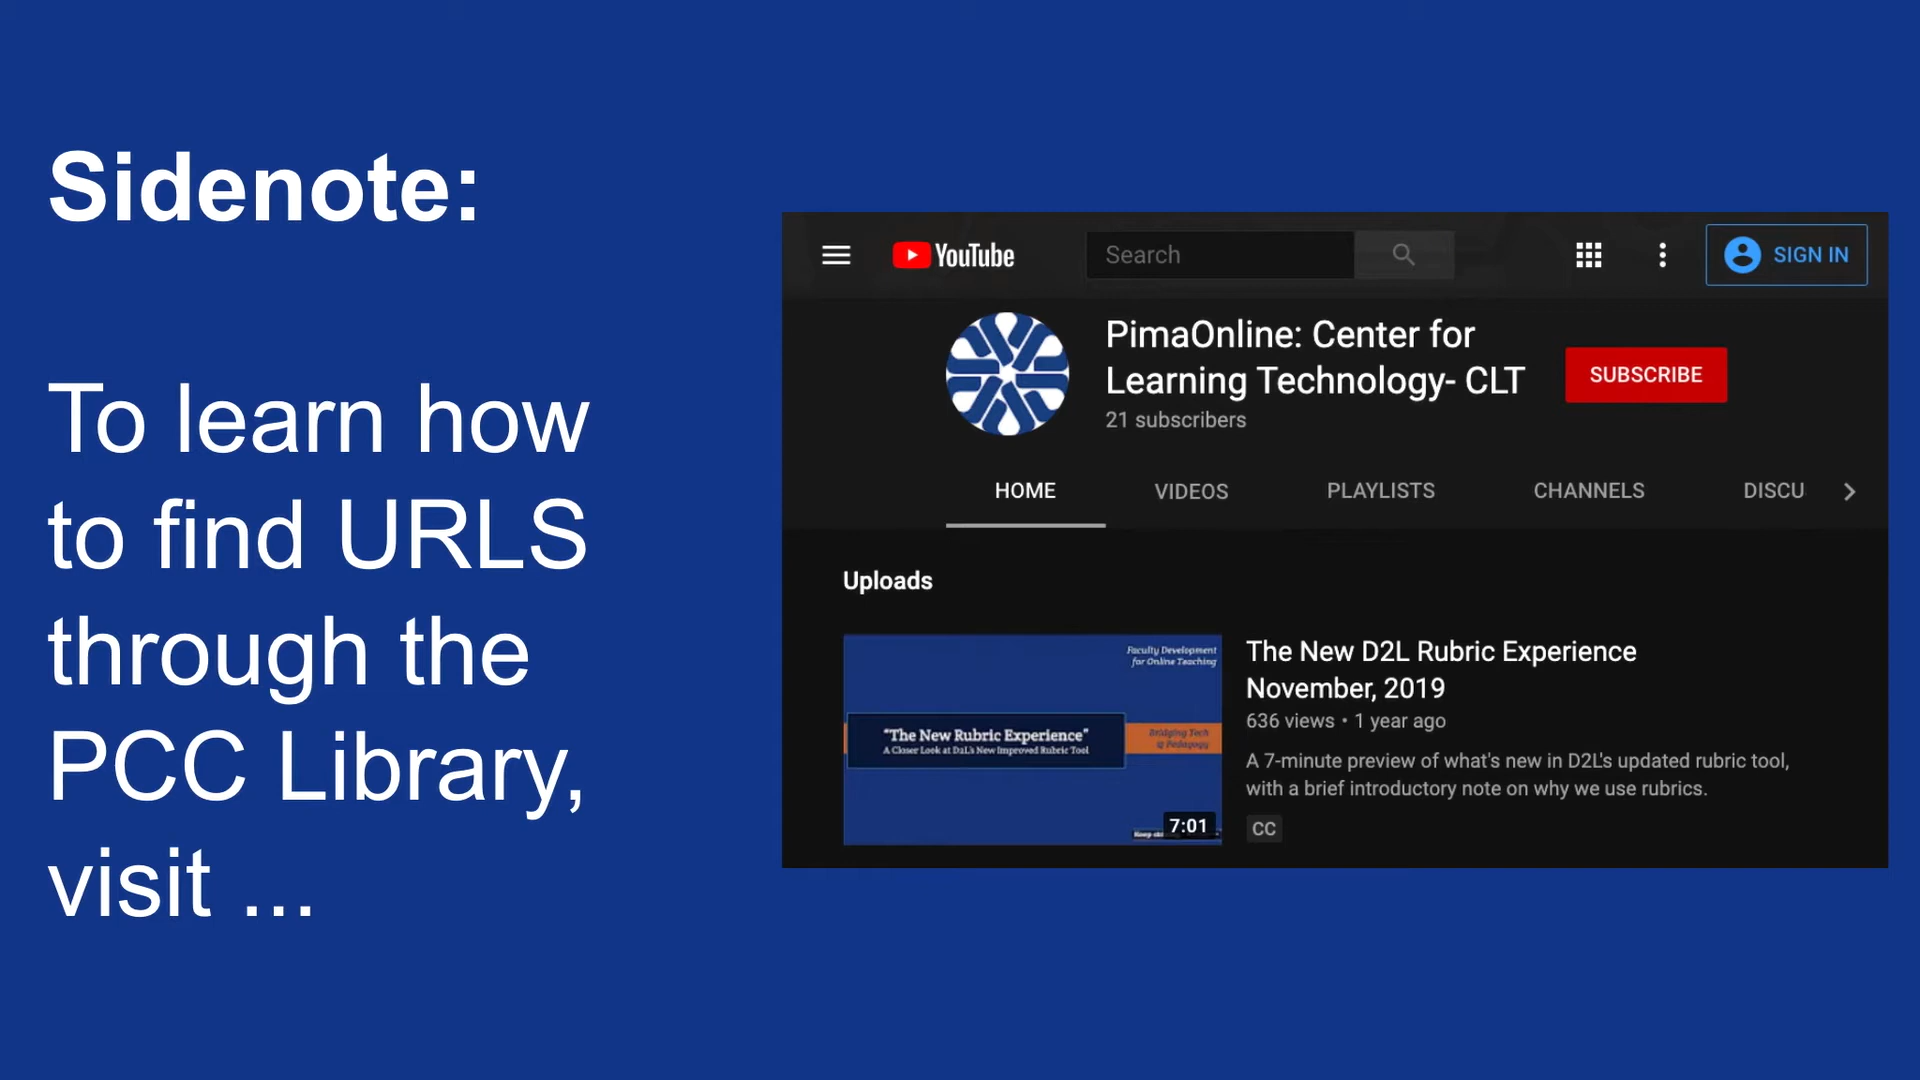 Sidenote:
To learn how
to find URLS
through the
PCC Library,
visit ...
YouTube
Search
SIGN IN
PimaOnline: Center for
Learning Technology- CLT
21 subscribers
SUBSCRIBE
HOME
VIDEOS
PLAYLISTS
CHANNELS
DISCU
Uploads
Faculty Development
for Online Teaching
"The New Rubric Experience"
A Closer Look at D2L's New Improved Rubric Tool
Bridging Tech
& Pedagogy
7:01
The New D2L Rubric Experience
November, 2019
636 views • 1 year ago
A 7-minute preview of what's new in D2L's updated rubric tool,
with a brief introductory note on why we use rubrics.
CC